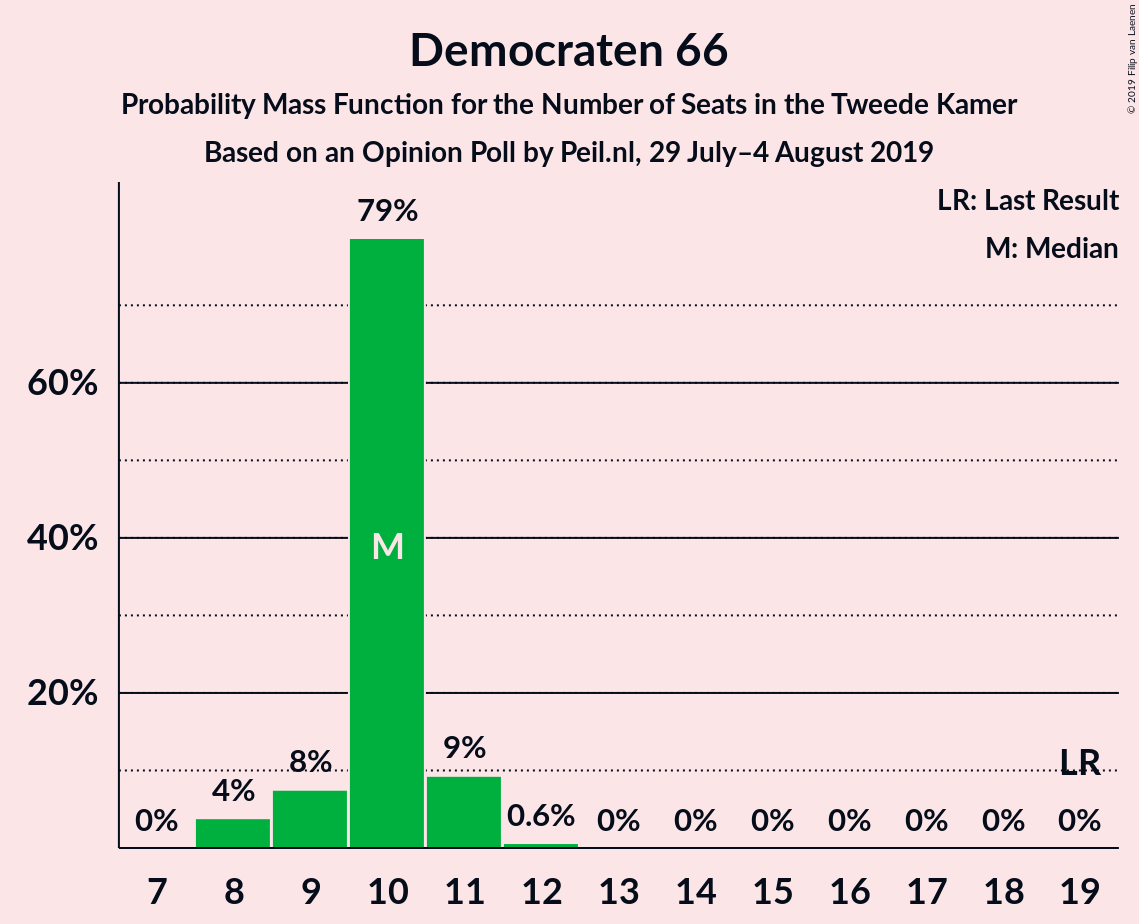 Democraten 66
Probability Mass Function for the Number of Seats in the Tweede Kamer
Based on an Opinion Poll by Peil.nl, 29 July–4 August 2019
© 2019 Filip van Laenen
LR: Last Result
M: Median
60%
40%
20%
0%
4%
8%
79%
M
9%
0.6%
0%
0%
0%
0%
0%
0%
LR
0%
7 8 9 10 11 12 13 14 15 16 17 18 19